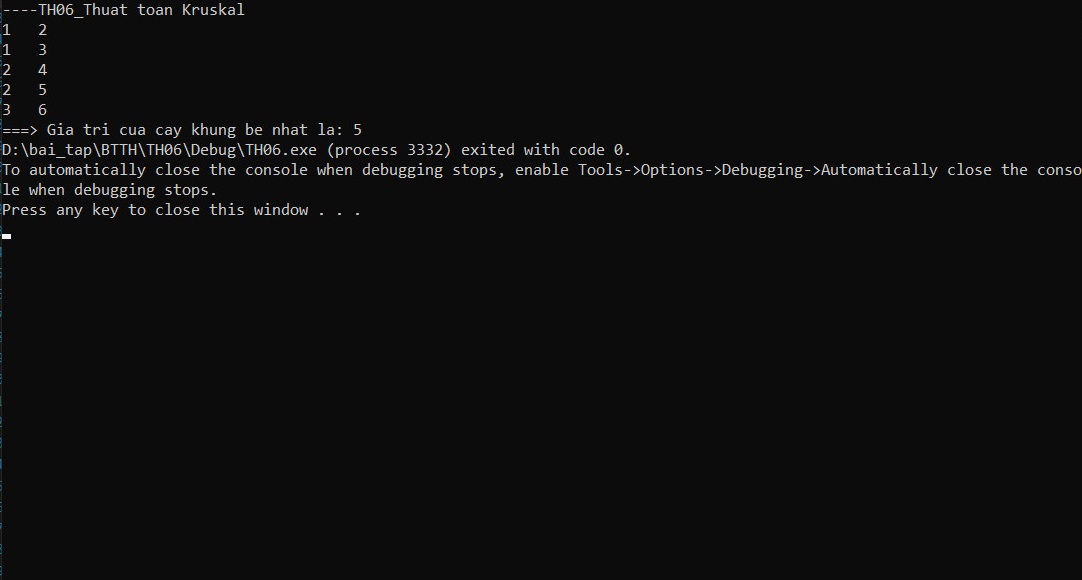 ----TH06_Thuat toan Kruskal
1   2
1   3
2   4
2   5
3   6
===> Gia tri cua cay khung be nhat la: 5
D:\bai_tap\BTTH\TH06\Debug\TH06.exe (process 3332) exited with code 0.
To automatically close the console when debugging stops, enable Tools->Options->Debugging->Automatically close the conso
le when debugging stops.
Press any key to close this window . . .